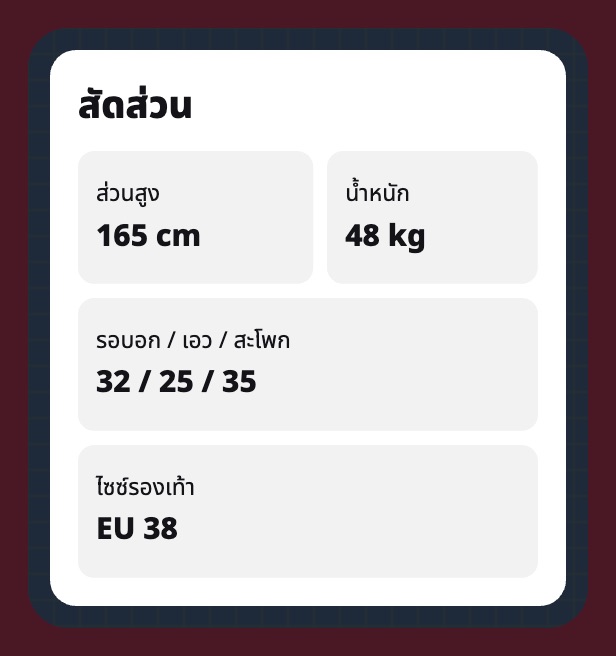 สัดส่วน
ส่วนสูง
165 cm
น้ำหนัก
48 kg
รอบอก / เอว / สะโพก
32 / 25 / 35
ไซซ์รองเท้า
EU 38